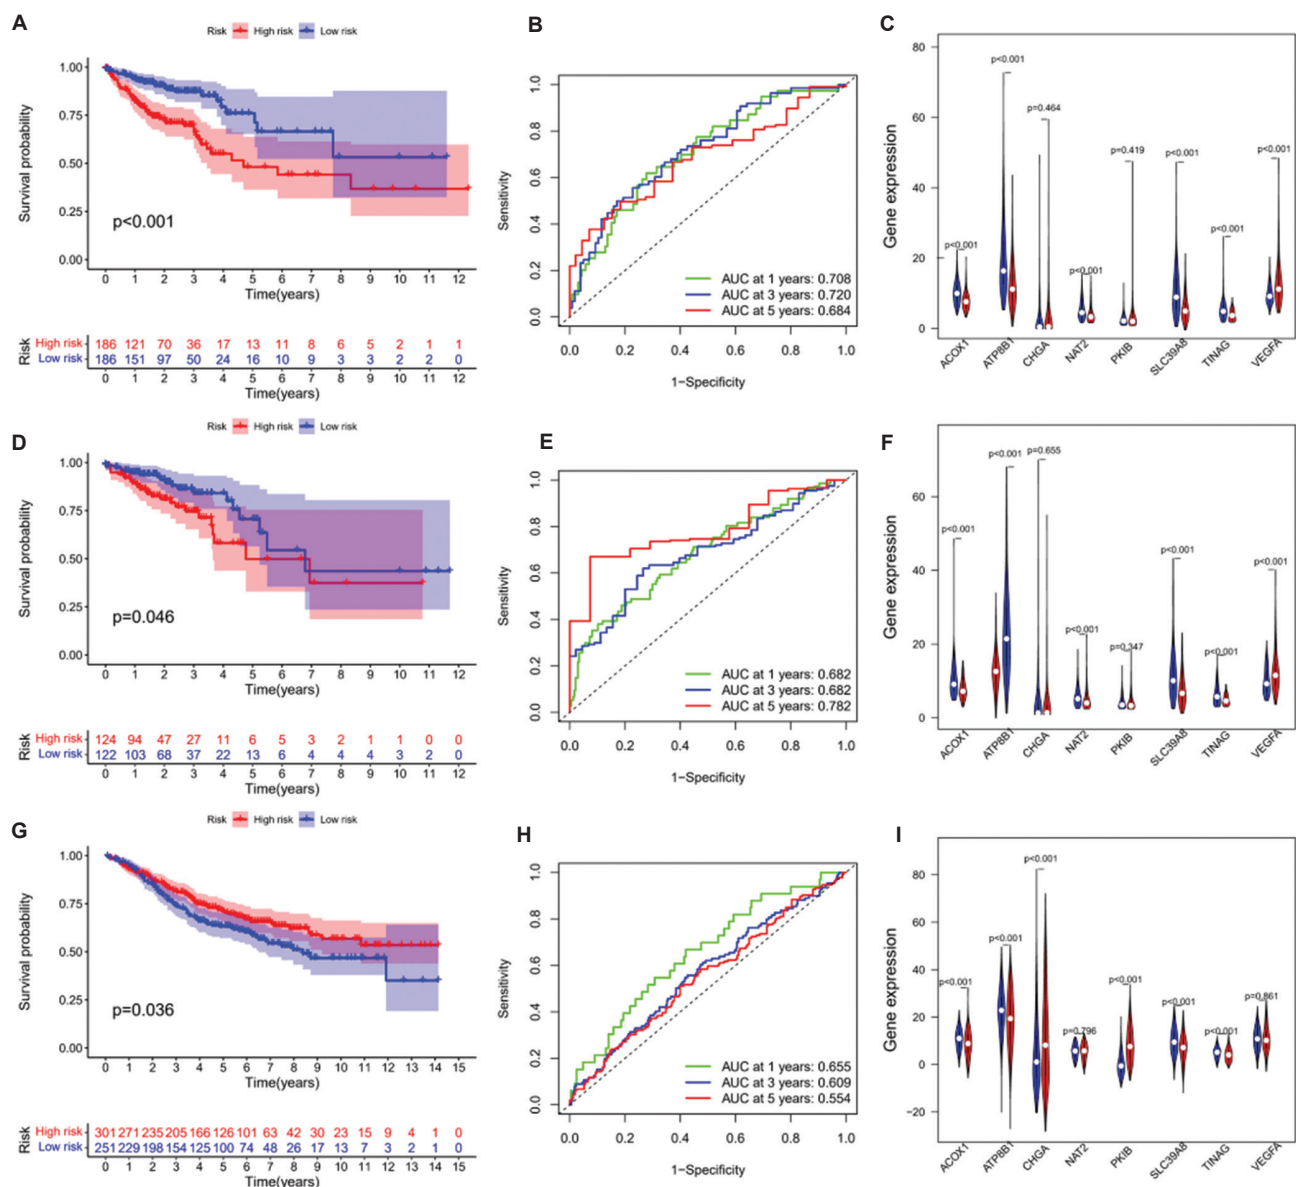 A
Risk High risk Low risk
Survival probability
1.00
0.75
0.50
0.25
0.00
p<0.001
0 1 2 3 4 5 6 7 8 9 10 11 12
Time(years)
Risk
High risk 186 121 70 36 17 13 11 8 6 5 2 1 1
Low risk 186 151 97 50 24 16 10 9 3 3 2 2 0
0 1 2 3 4 5 6 7 8 9 10 11 12
Time(years)
B
Sensitivity
1.0
0.8
0.6
0.4
0.2
0.0
AUC at 1 years: 0.708
AUC at 3 years: 0.720
AUC at 5 years: 0.684
0.0 0.2 0.4 0.6 0.8 1.0
1-Specificity
C
Gene expression
80
60
40
20
0
p<0.001
p<0.001
p=0.464
p<0.001
p=0.419
p<0.001
p<0.001
p<0.001
ACOX1
ATP8B1
CHGA
NAT2
PKIB
SLC39A8
TINAG
VEGFA
D
Risk High risk Low risk
Survival probability
1.00
0.75
0.50
0.25
0.00
p=0.046
0 1 2 3 4 5 6 7 8 9 10 11 12
Time(years)
Risk
High risk 124 94 47 27 11 6 5 3 2 1 1 0 0
Low risk 122 103 68 37 22 13 6 4 4 4 3 2 0
0 1 2 3 4 5 6 7 8 9 10 11 12
Time(years)
E
Sensitivity
1.0
0.8
0.6
0.4
0.2
0.0
AUC at 1 years: 0.682
AUC at 3 years: 0.682
AUC at 5 years: 0.782
0.0 0.2 0.4 0.6 0.8 1.0
1-Specificity
F
Gene expression
60
40
20
0
p<0.001
p<0.001
p=0.655
p<0.001
p=0.347
p<0.001
p<0.001
p<0.001
ACOX1
ATP8B1
CHGA
NAT2
PKIB
SLC39A8
TINAG
VEGFA
G
Risk High risk Low risk
Survival probability
1.00
0.75
0.50
0.25
0.00
p=0.036
0 1 2 3 4 5 6 7 8 9 10 11 12 13 14 15
Time(years)
Risk
High risk 301 271 235 205 166 126 101 63 42 30 23 15 9 4 1 0
Low risk 251 229 198 154 125 100 74 48 26 17 13 7 3 2 1 0
0 1 2 3 4 5 6 7 8 9 10 11 12 13 14 15
Time(years)
H
Sensitivity
1.0
0.8
0.6
0.4
0.2
0.0
AUC at 1 years: 0.655
AUC at 3 years: 0.609
AUC at 5 years: 0.554
0.0 0.2 0.4 0.6 0.8 1.0
1-Specificity
I
Gene expression
80
60
40
20
0
−20
p<0.001
p<0.001
p<0.001
p=0.796
p<0.001
p<0.001
p<0.001
p=0.861
ACOX1
ATP8B1
CHGA
NAT2
PKIB
SLC39A8
TINAG
VEGFA